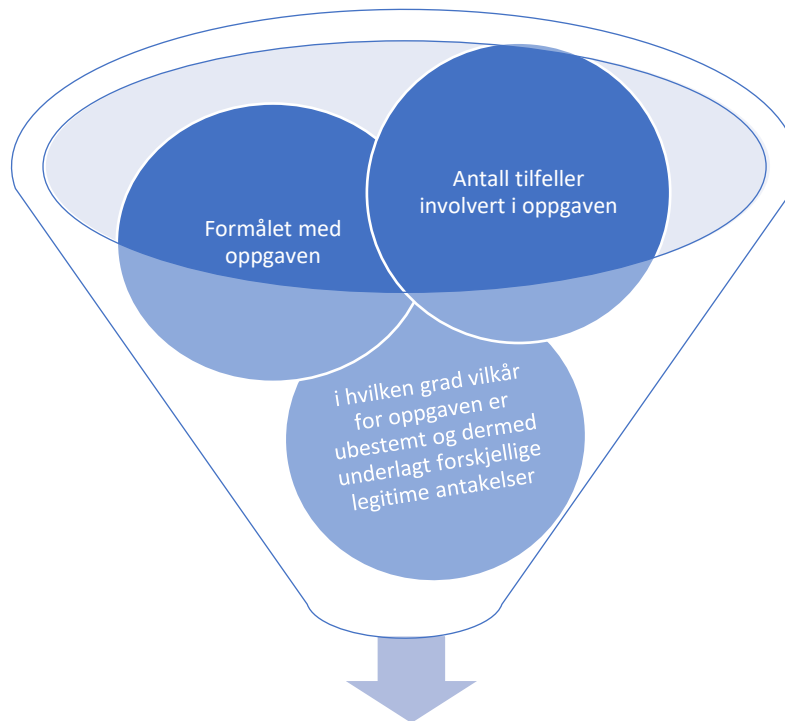 Antall tilfeller
involvert i oppgaven
Formålet med
oppgaven
i hvilken grad vilkår
for oppgaven er
ubestemt og dermed
underlagt forskjellige
legitime antakelser